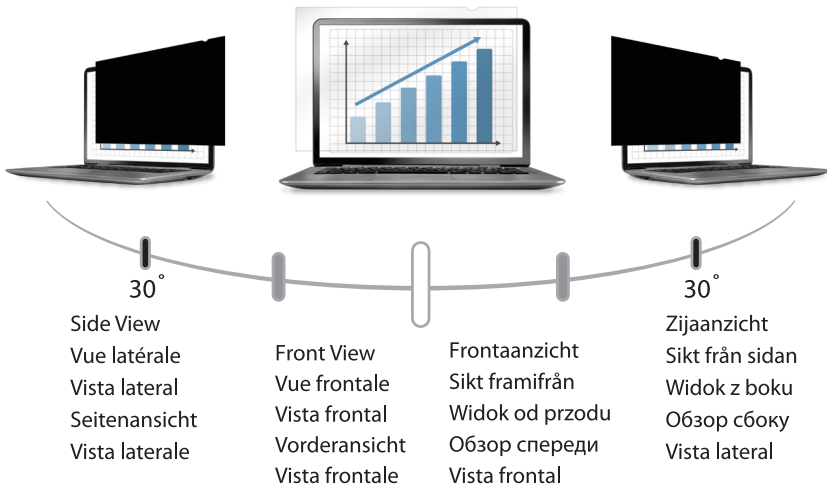 30°
Side View
Vue latérale
Vista lateral
Seitenansicht
Vista laterale
Front View
Vue frontale
Vista frontal
Vorderansicht
Vista frontale
Frontaanzicht
Sikt framifrån
Widok od przodu
Обзор спереди
Vista frontal
30°
Zijaanzicht
Sikt från sidan
Widok z boku
Обзор сбоку
Vista lateral